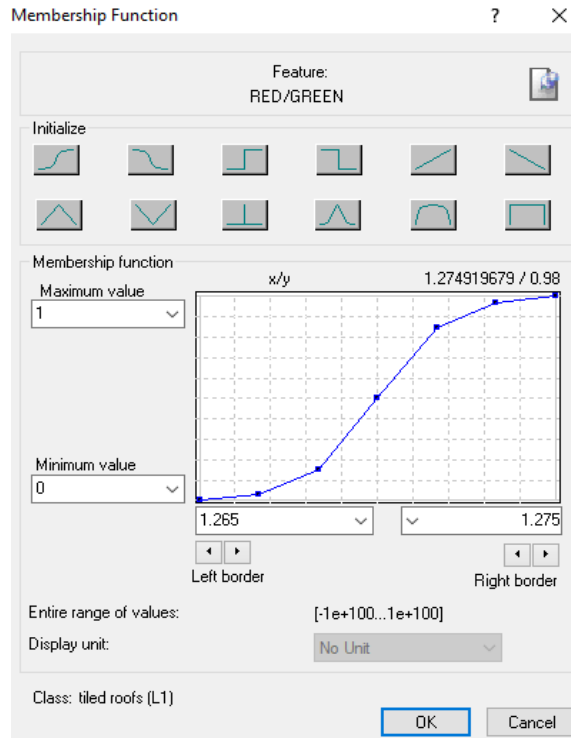 Membership Function ? ×
Feature:
RED/GREEN
Initialize
Membership function
x/y 1.274919679 / 0.98
Maximum value
1
Minimum value
0
1.265 1.275
Left border Right border
Entire range of values: [-1e+100...1e+100]
Display unit: No Unit
Class: tiled roofs (L1)
OK Cancel